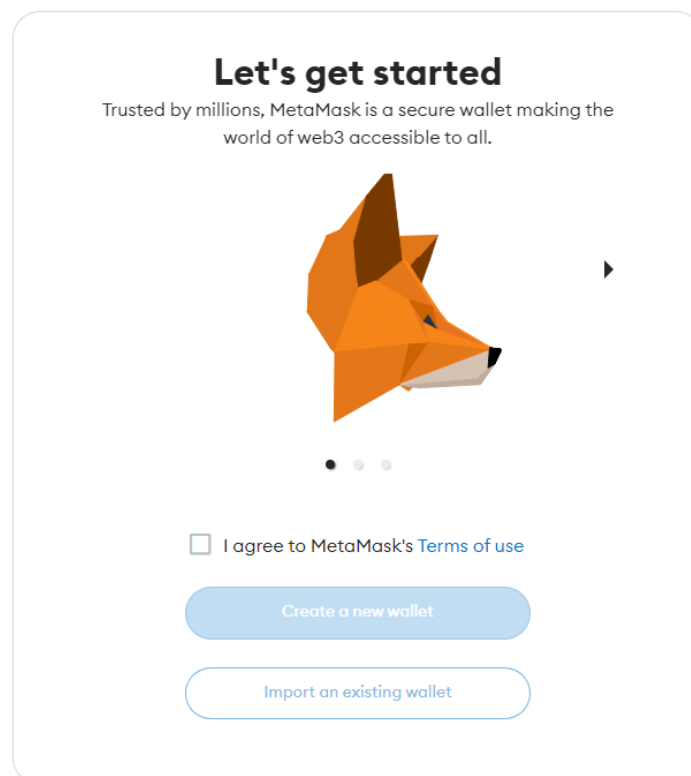 Let's get started
Trusted by millions, MetaMask is a secure wallet making the
world of web3 accessible to all.
I agree to MetaMask's Terms of use
Create a new wallet
Import an existing wallet